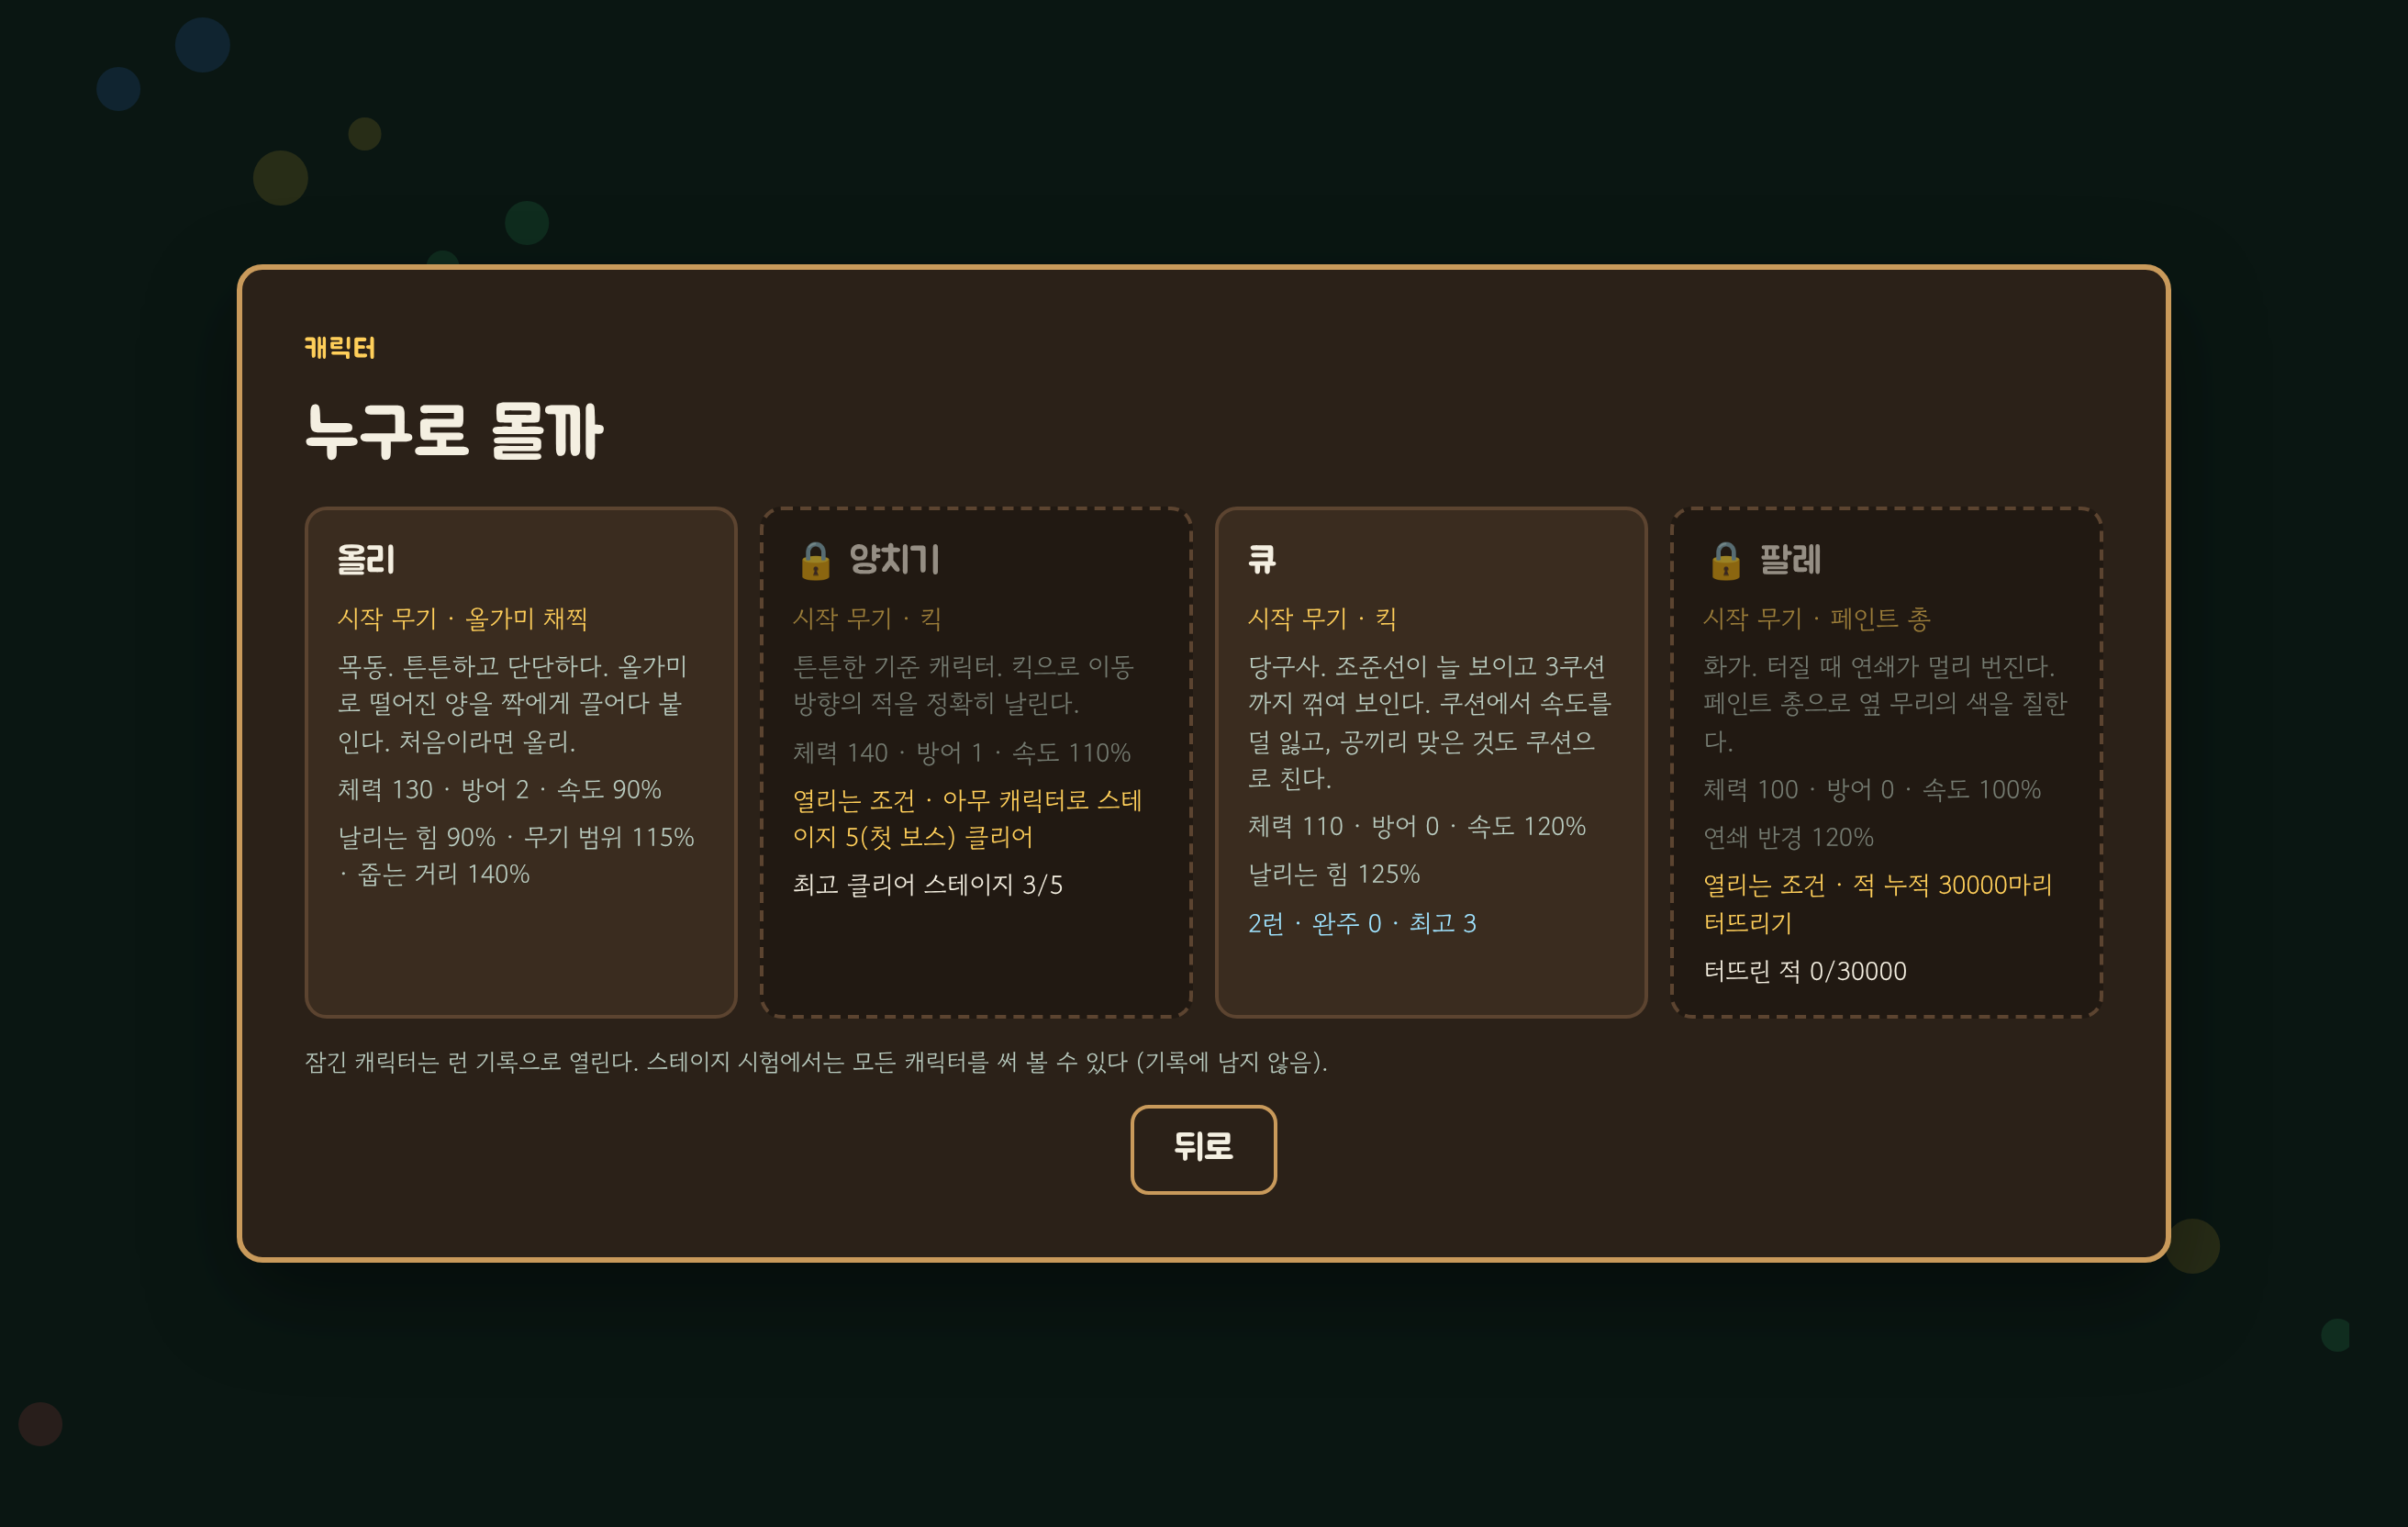 캐릭터
누구로 몰까
올리
시작 무기 · 올가미 채찍
목동. 튼튼하고 단단하다. 올가미
로 떨어진 양을 짝에게 끌어다 붙
인다. 처음이라면 올리.
체력 130 · 방어 2 · 속도 90%
날리는 힘 90% · 무기 범위 115%
· 줍는 거리 140%
🔒 양치기
시작 무기 · 킥
튼튼한 기준 캐릭터. 킥으로 이동
방향의 적을 정확히 날린다.
체력 140 · 방어 1 · 속도 110%
열리는 조건 · 아무 캐릭터로 스테
이지 5(첫 보스) 클리어
최고 클리어 스테이지 3/5
큐
시작 무기 · 킥
당구사. 조준선이 늘 보이고 3쿠션
까지 꺾여 보인다. 쿠션에서 속도를
덜 잃고, 공끼리 맞은 것도 쿠션으
로 친다.
체력 110 · 방어 0 · 속도 120%
날리는 힘 125%
2런 · 완주 0 · 최고 3
🔒 팔레
시작 무기 · 페인트 총
화가. 터질 때 연쇄가 멀리 번진다.
페인트 총으로 옆 무리의 색을 칠한
다.
체력 100 · 방어 0 · 속도 100%
연쇄 반경 120%
열리는 조건 · 적 누적 30000마리
터뜨리기
터뜨린 적 0/30000
잠긴 캐릭터는 런 기록으로 열린다. 스테이지 시험에서는 모든 캐릭터를 써 볼 수 있다 (기록에 남지 않음).
뒤로